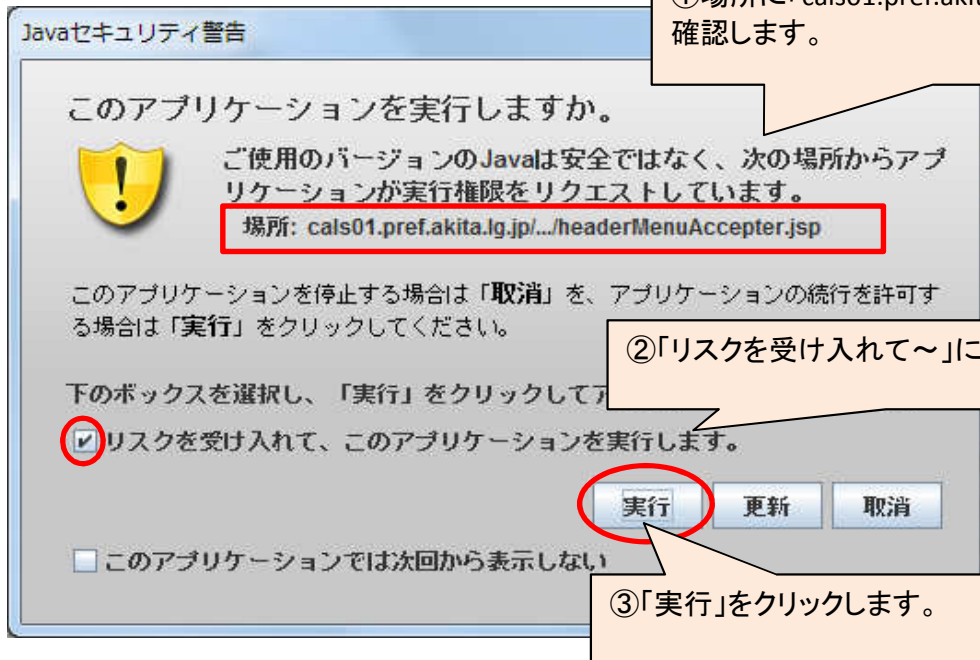 ①場所に「cals01.pref.akita
確認します。
Javaセキュリティ警告
このアプリケーションを実行しますか。
ご使用のバージョンのJavaは安全ではなく、次の場所からアプ
リケーションが実行権限をリクエストしています。
場所: cals01.pref.akita.lg.jp/.../headerMenuAccepter.jsp
このアプリケーションを停止する場合は「取消」を、アプリケーションの続行を許可す
る場合は「実行」をクリックしてください。
②「リスクを受け入れて～」に
下のボックスを選択し、「実行」をクリックしてア
リスクを受け入れて、このアプリケーションを実行します。
実行 更新 取消
このアプリケーションでは次回から表示しない
③「実行」をクリックします。